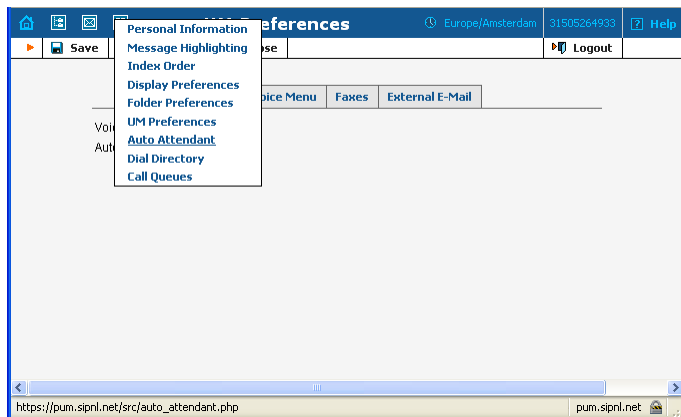 UM Preferences
Europe/Amsterdam
31505264933
? Help
Save
Logout
Personal Information
Message Highlighting
Index Order
Display Preferences
Folder Preferences
UM Preferences
Auto Attendant
Dial Directory
Call Queues
oice Menu
Faxes
External E-Mail
https://pum.sipnl.net/src/auto_attendant.php
pum.sipnl.net